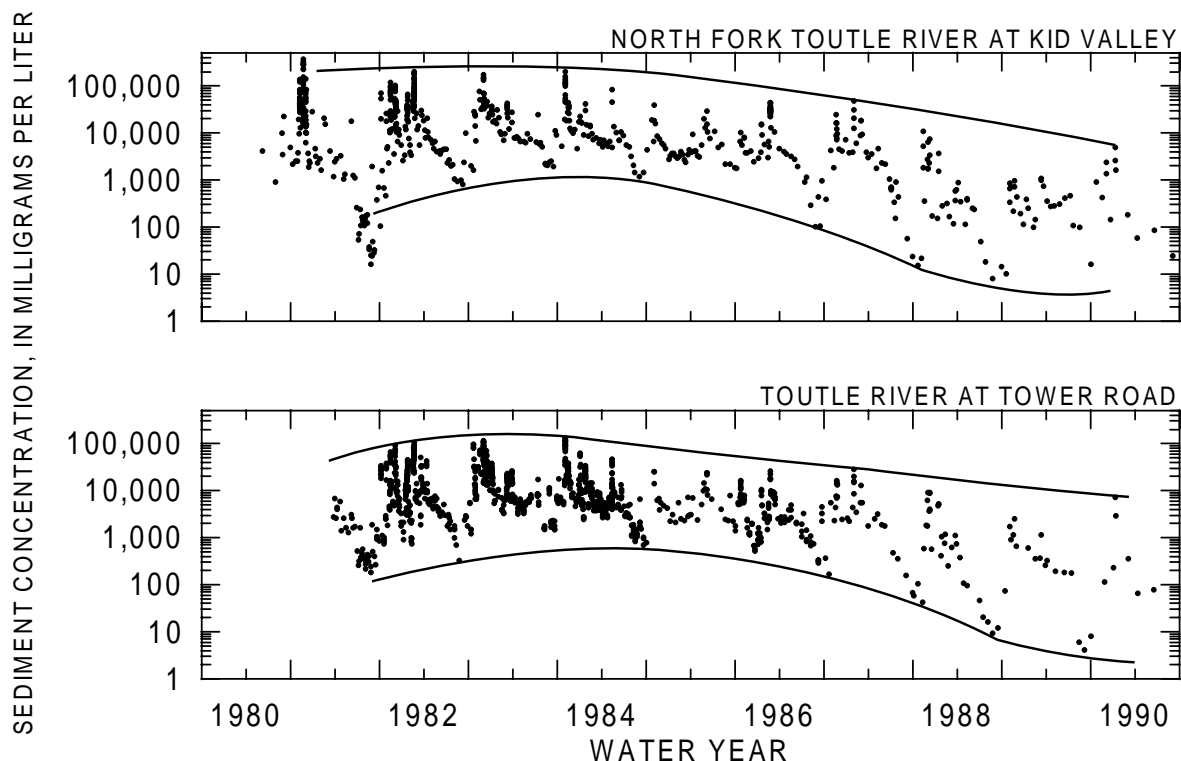 SEDIMENT CONCENTRATION, IN MILLIGRAMS PER LITER
NORTH FORK TOUTLE RIVER AT KID VALLEY
100,000
10,000
1,000
100
10
1
TOUTLE RIVER AT TOWER ROAD
100,000
10,000
1,000
100
10
1
1980 1982 1984 1986 1988 1990
WATER YEAR